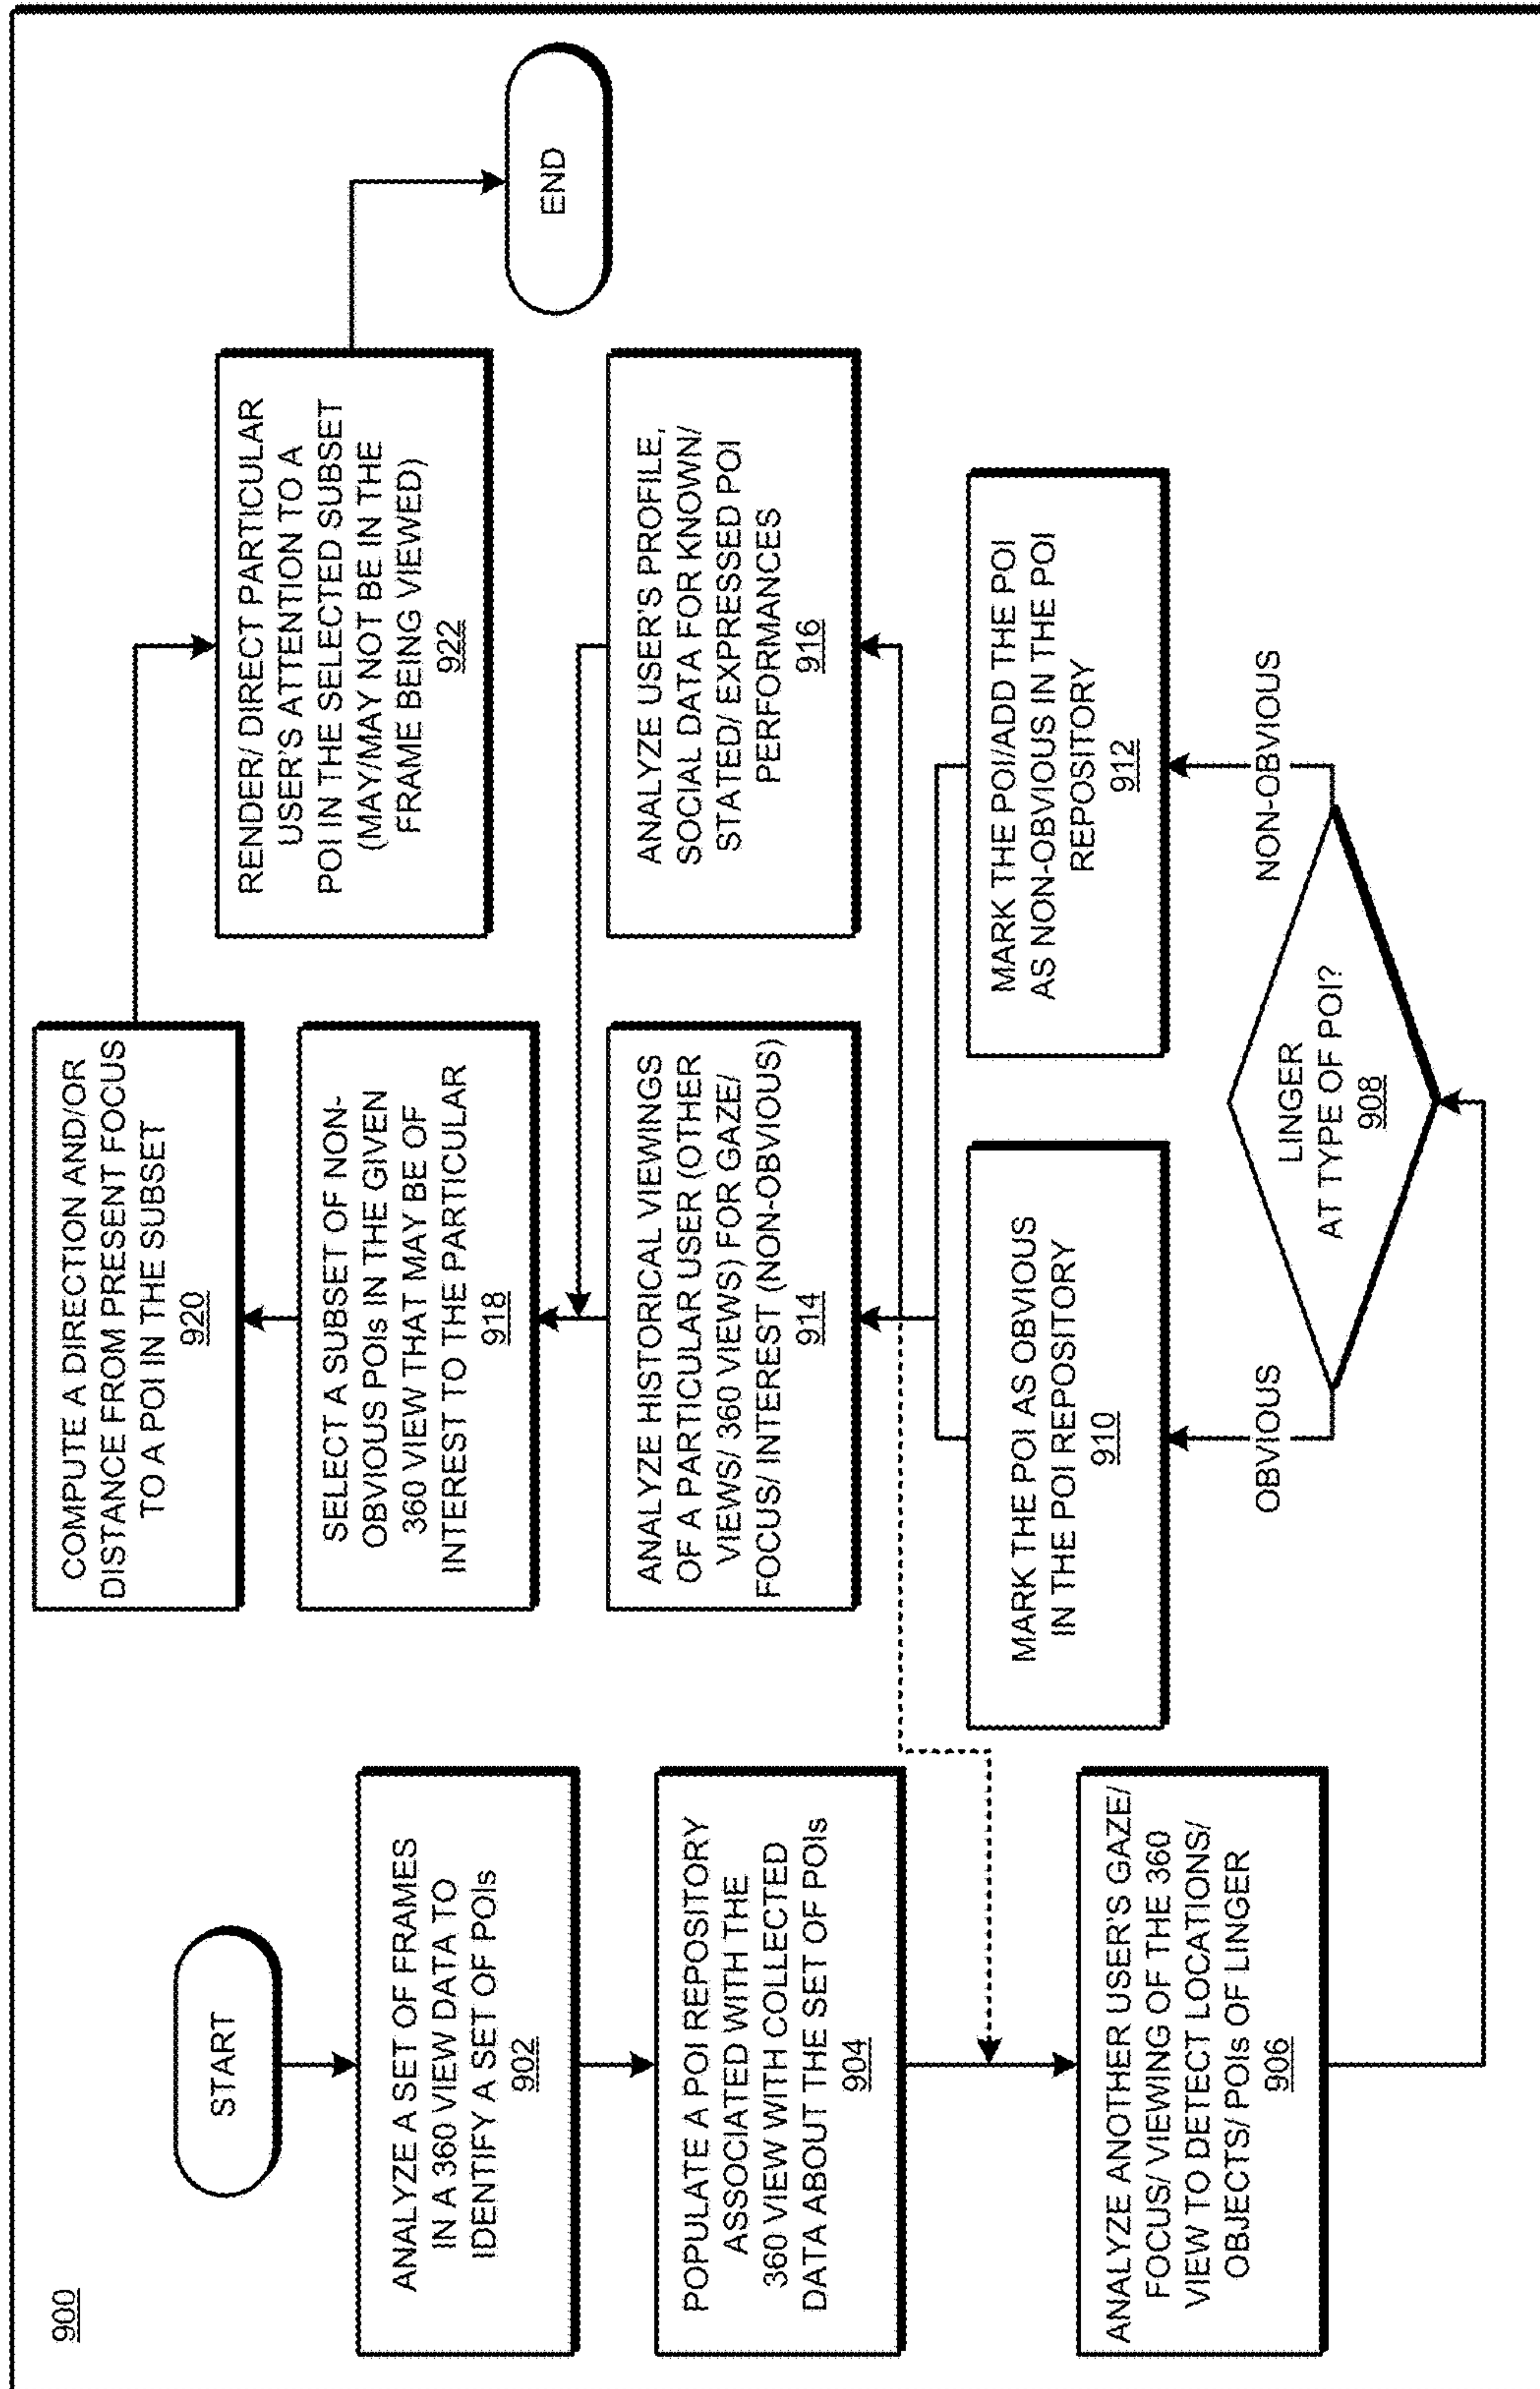 900
START
ANALYZE A SET OF FRAMES
IN A 360 VIEW DATA TO
IDENTIFY A SET OF POIs
902
POPULATE A POI REPOSITORY
ASSOCIATED WITH THE
360 VIEW WITH COLLECTED
DATA ABOUT THE SET OF POIs
904
ANALYZE ANOTHER USER'S GAZE/
FOCUS/ VIEWING OF THE 360
VIEW TO DETECT LOCATIONS/
OBJECTS/ POIs OF LINGER
906
LINGER
AT TYPE OF POI?
908
OBVIOUS
NON-OBVIOUS
MARK THE POI AS OBVIOUS
IN THE POI REPOSITORY
910
MARK THE POI/ADD THE POI
AS NON-OBVIOUS IN THE POI
REPOSITORY
912
ANALYZE HISTORICAL VIEWINGS
OF A PARTICULAR USER (OTHER
VIEWS/ 360 VIEWS) FOR GAZE/
FOCUS/ INTEREST (NON-OBVIOUS)
914
ANALYZE USER'S PROFILE,
SOCIAL DATA FOR KNOWN/
STATED/ EXPRESSED POI
PERFORMANCES
916
SELECT A SUBSET OF NON-
OBVIOUS POIs IN THE GIVEN
360 VIEW THAT MAY BE OF
INTEREST TO THE PARTICULAR
918
COMPUTE A DIRECTION AND/OR
DISTANCE FROM PRESENT FOCUS
TO A POI IN THE SUBSET
920
RENDER/ DIRECT PARTICULAR
USER'S ATTENTION TO A
POI IN THE SELECTED SUBSET
(MAY/MAY NOT BE IN THE
FRAME BEING VIEWED)
922
END